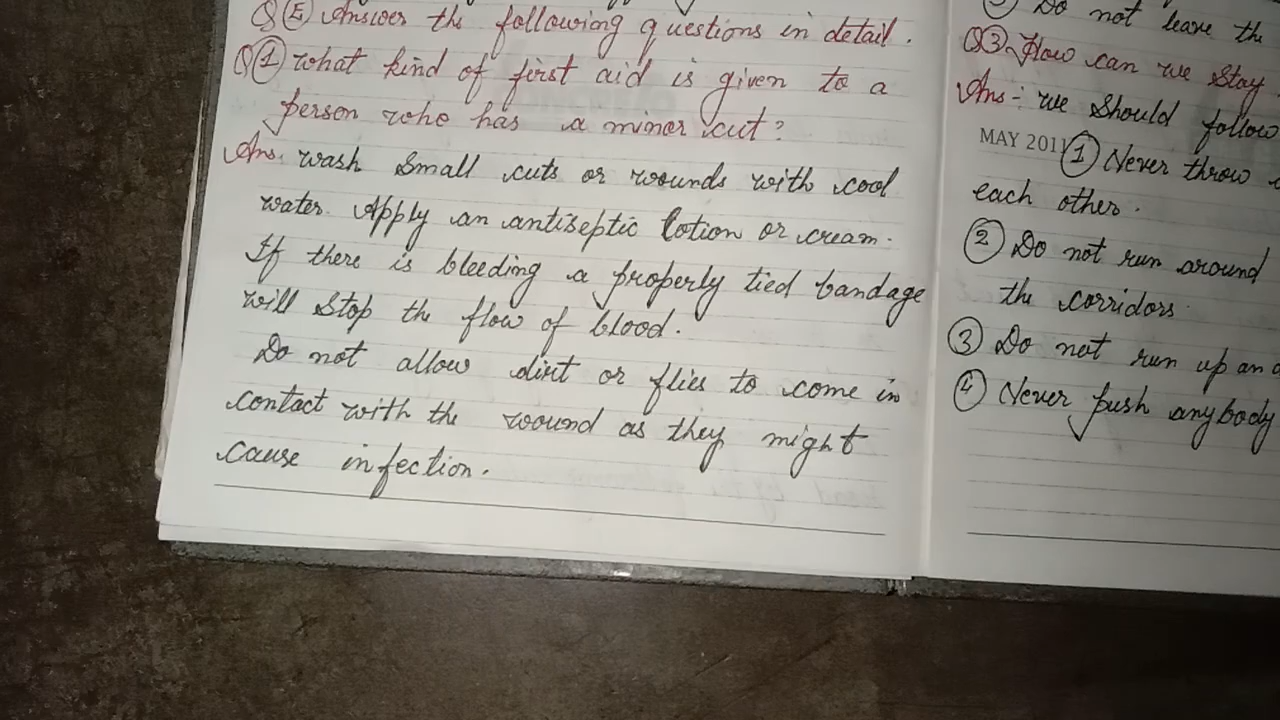 Q(E) Answer the following questions in detail.
Q(1) What kind of first aid is given to a
person who has a minor cut?
Ans. wash small cuts or wounds with cool
water. Apply an antiseptic lotion or cream.
If there is bleeding a properly tied bandage
will stop the flow of blood.
Do not allow dirt or flies to come in
contact with the wound as they might
cause infection.
Do not leave the
Q3. How can we stay
Ans- we should follow
MAY 2011
(1) Never throw
each other.
(2) Do not run around
the corridors.
(3) Do not run up
(4) Never push anybody